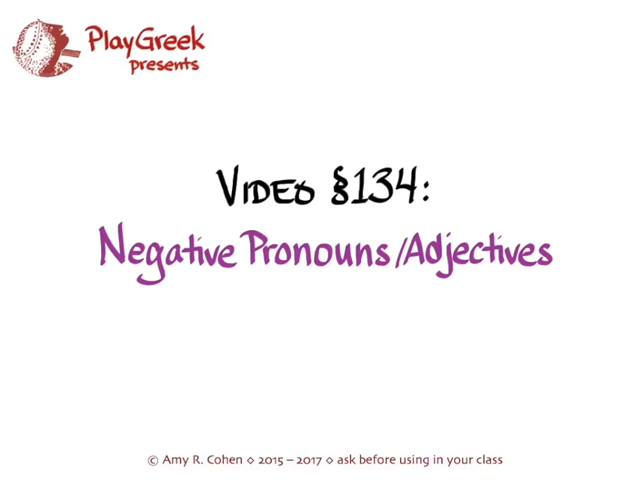 PlayGreek
presents
Video §134:
Negative Pronouns/Adjectives
© Amy R. Cohen ◇ 2015 – 2017 ◇ ask before using in your class